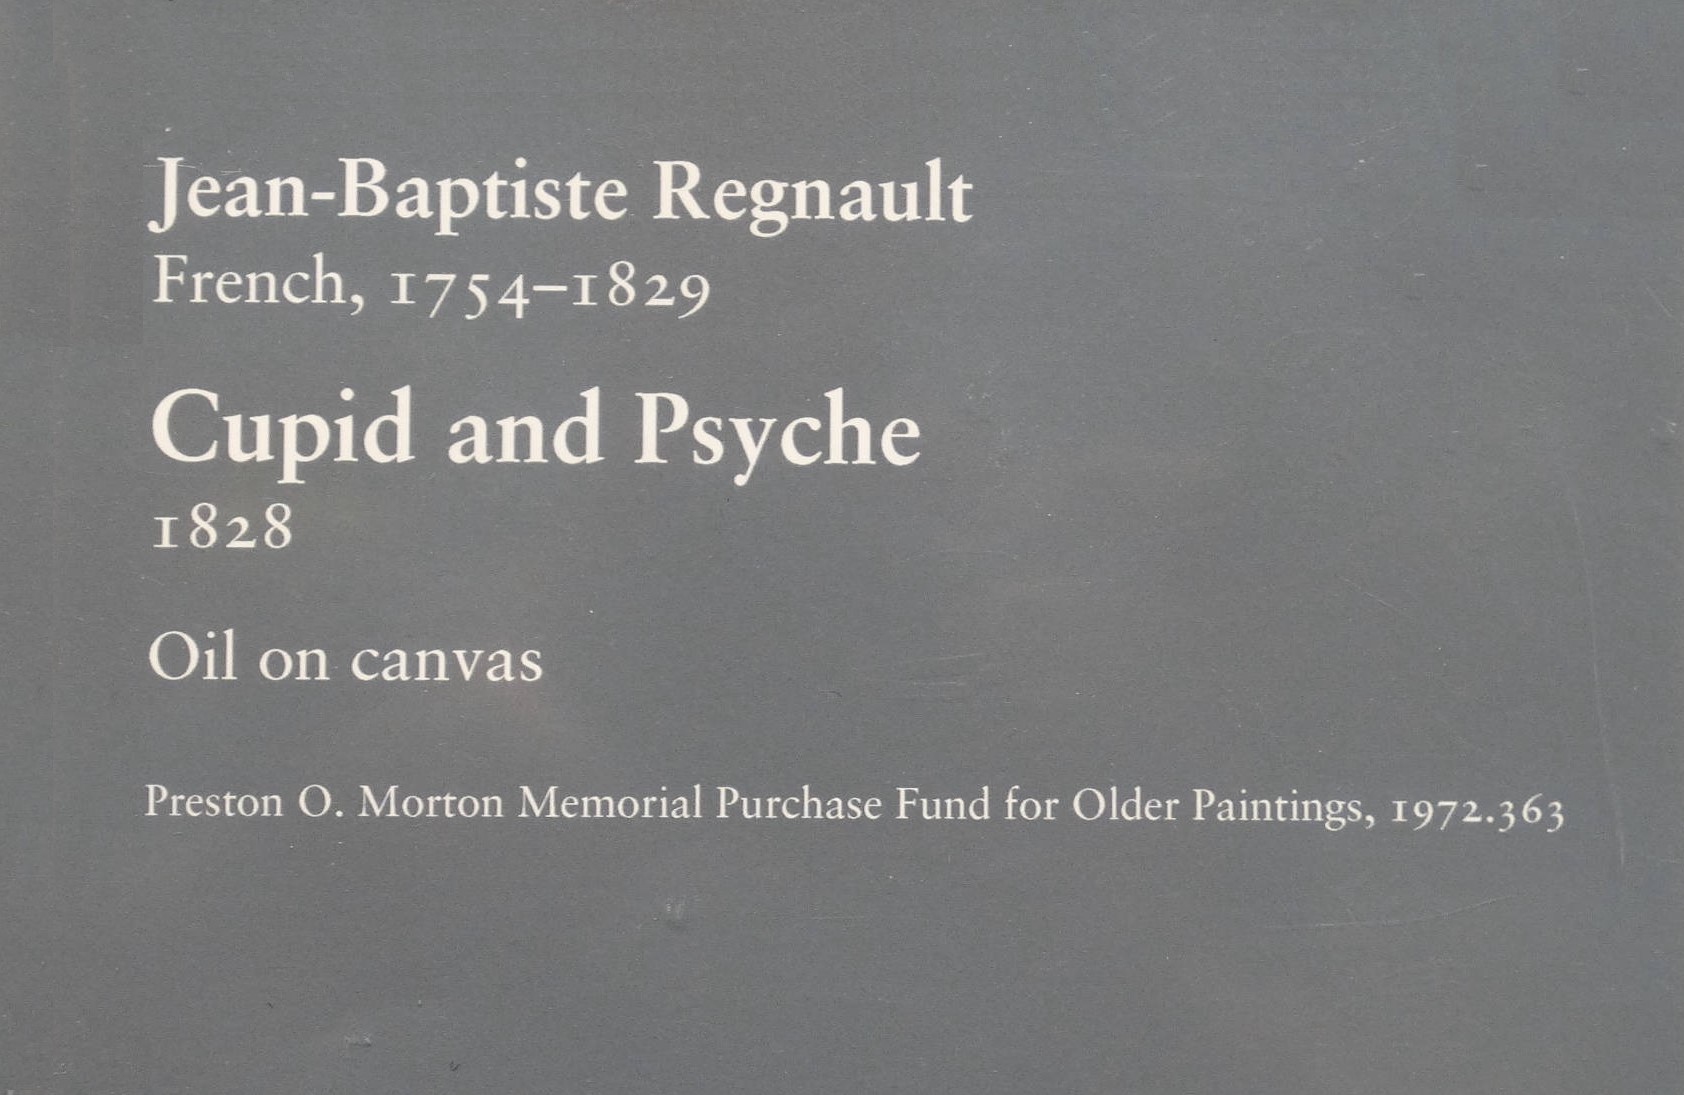 Jean-Baptiste Regnault
French, 1754–1829
Cupid and Psyche
1828
Oil on canvas
Preston O. Morton Memorial Purchase Fund for Older Paintings, 1972.363